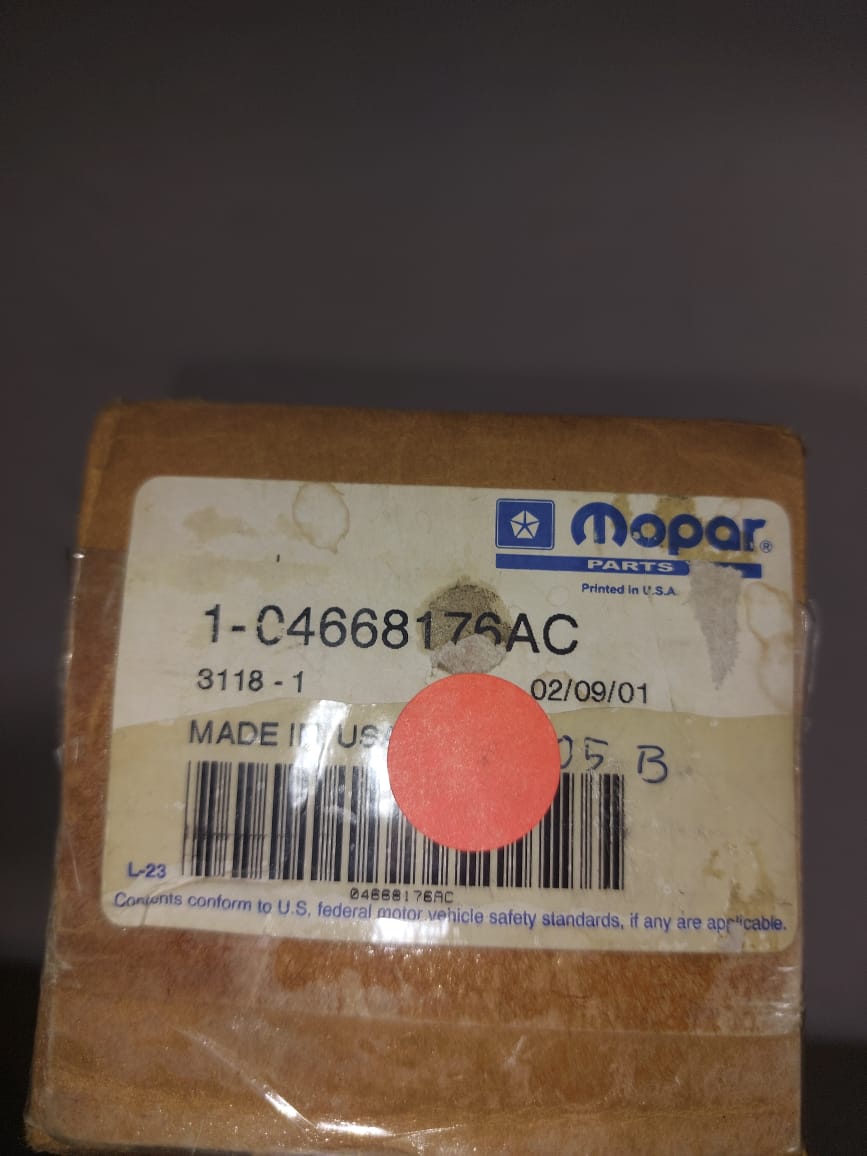 Mopar®
PARTS
Printed in U.S.A.
1-04668176AC
3118 - 1 02/09/01
MADE IN USA 05 B
L-23
04668176AC
Contents conform to U.S. federal motor vehicle safety standards, if any are applicable.